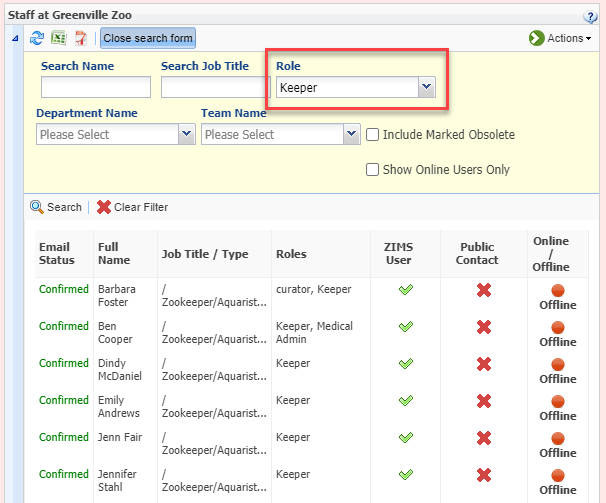 Staff at Greenville Zoo
Close search form
Actions
Search Name
Search Job Title
Role
Keeper
Department Name
Team Name
Please Select
Please Select
Include Marked Obsolete
Show Online Users Only
Search
Clear Filter
Email Status
Full Name
Job Title / Type
Roles
ZIMS User
Public Contact
Online / Offline
Confirmed
Barbara Foster
/ Zookeeper/Aquarist...
curator, Keeper
Offline
Confirmed
Ben Cooper
/ Zookeeper/Aquarist...
Keeper, Medical Admin
Offline
Confirmed
Dindy McDaniel
/ Zookeeper/Aquarist...
Keeper
Offline
Confirmed
Emily Andrews
/ Zookeeper/Aquarist...
Keeper
Offline
Confirmed
Jenn Fair
/ Zookeeper/Aquarist...
Keeper
Offline
Confirmed
Jennifer Stahl
/ Zookeeper/Aquarist...
Keeper
Offline